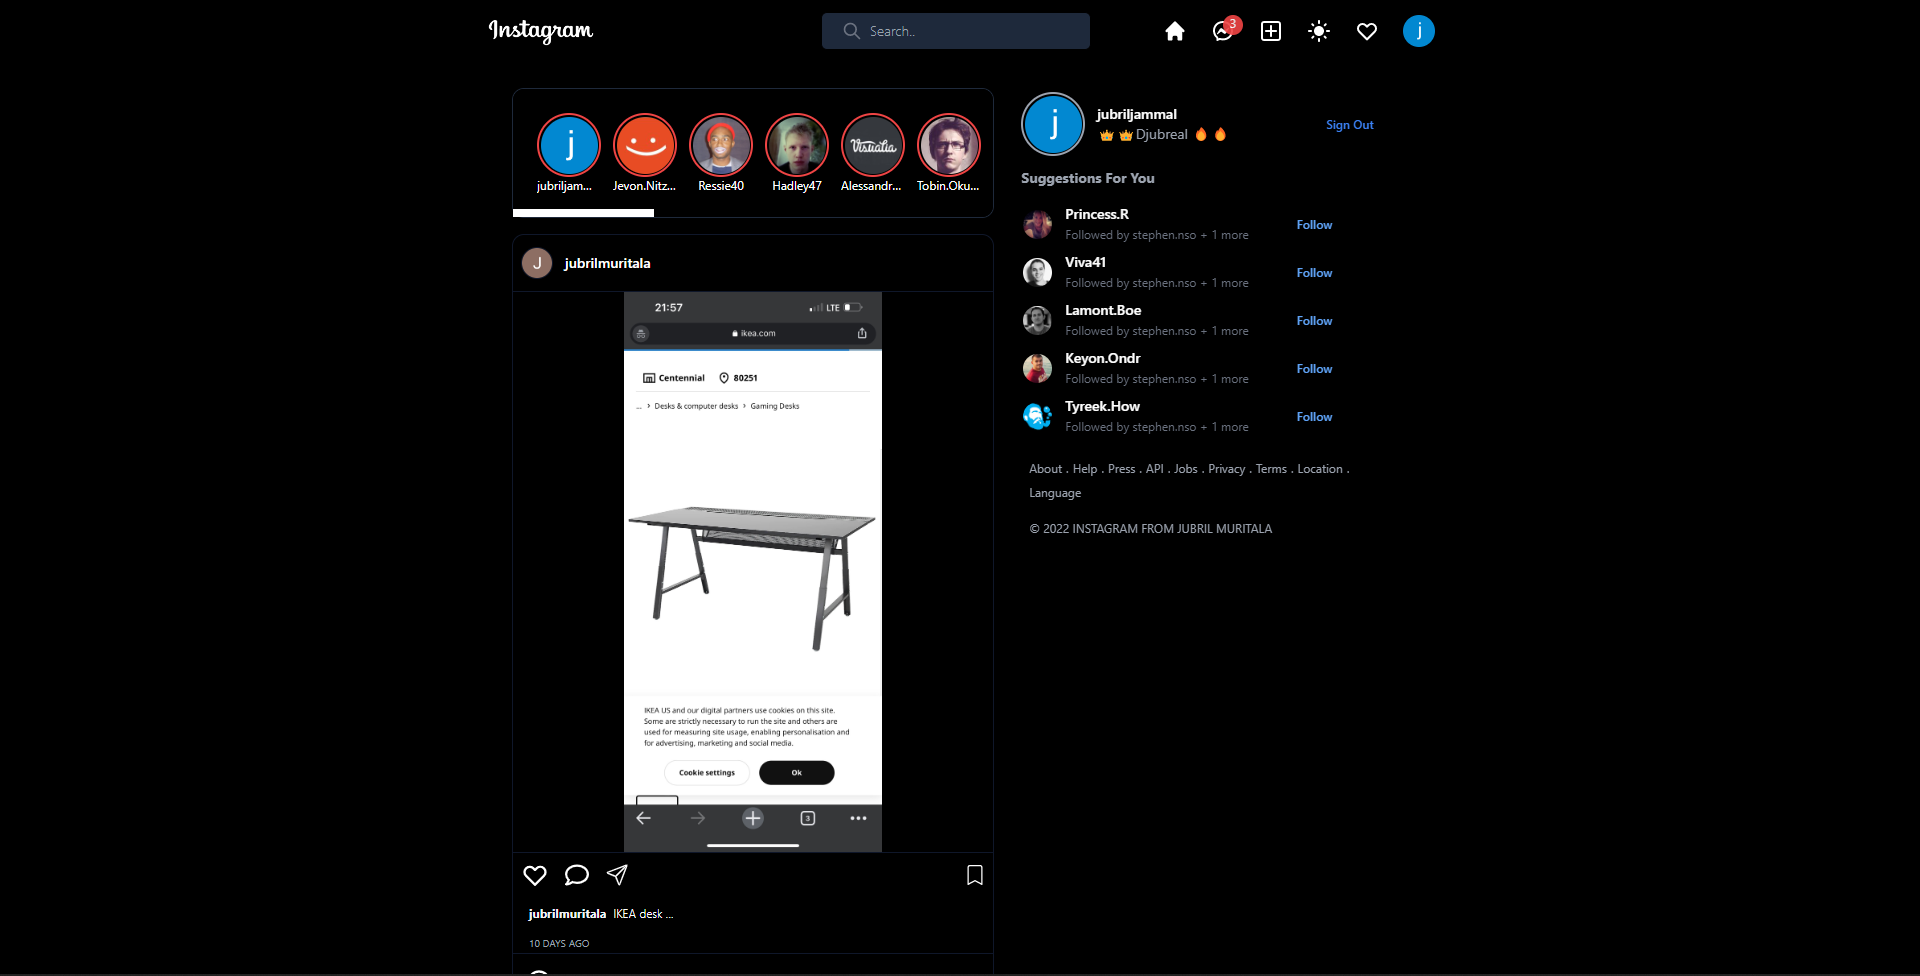 Instagram
Search..
3
j
jubriljam...
Jevon.Nitz...
Ressie40
Hadley47
Visualia
Alessandr...
Tobin.Oku...
j
jubriljammal
👑 👑 Djubreal 🔥 🔥
Sign Out
Suggestions For You
Princess.R
Followed by stephen.nso + 1 more
Follow
Viva41
Followed by stephen.nso + 1 more
Follow
Lamont.Boe
Followed by stephen.nso + 1 more
Follow
Keyon.Ondr
Followed by stephen.nso + 1 more
Follow
Tyreek.How
Followed by stephen.nso + 1 more
Follow
About . Help . Press . API . Jobs . Privacy . Terms . Location .
Language
© 2022 INSTAGRAM FROM JUBRIL MURITALA
j
J
jubrilmuritala
21:57
LTE
ikea.com
Centennial 80251
... > Desks & computer desks > Gaming Desks
IKEA US and our digital partners use cookies on this site.
Some are strictly necessary to run the site and others are
used for measuring site usage, enabling personalisation and
for advertising, marketing and social media.
Cookie settings
Ok
3
jubrilmuritala IKEA desk ...
10 DAYS AGO